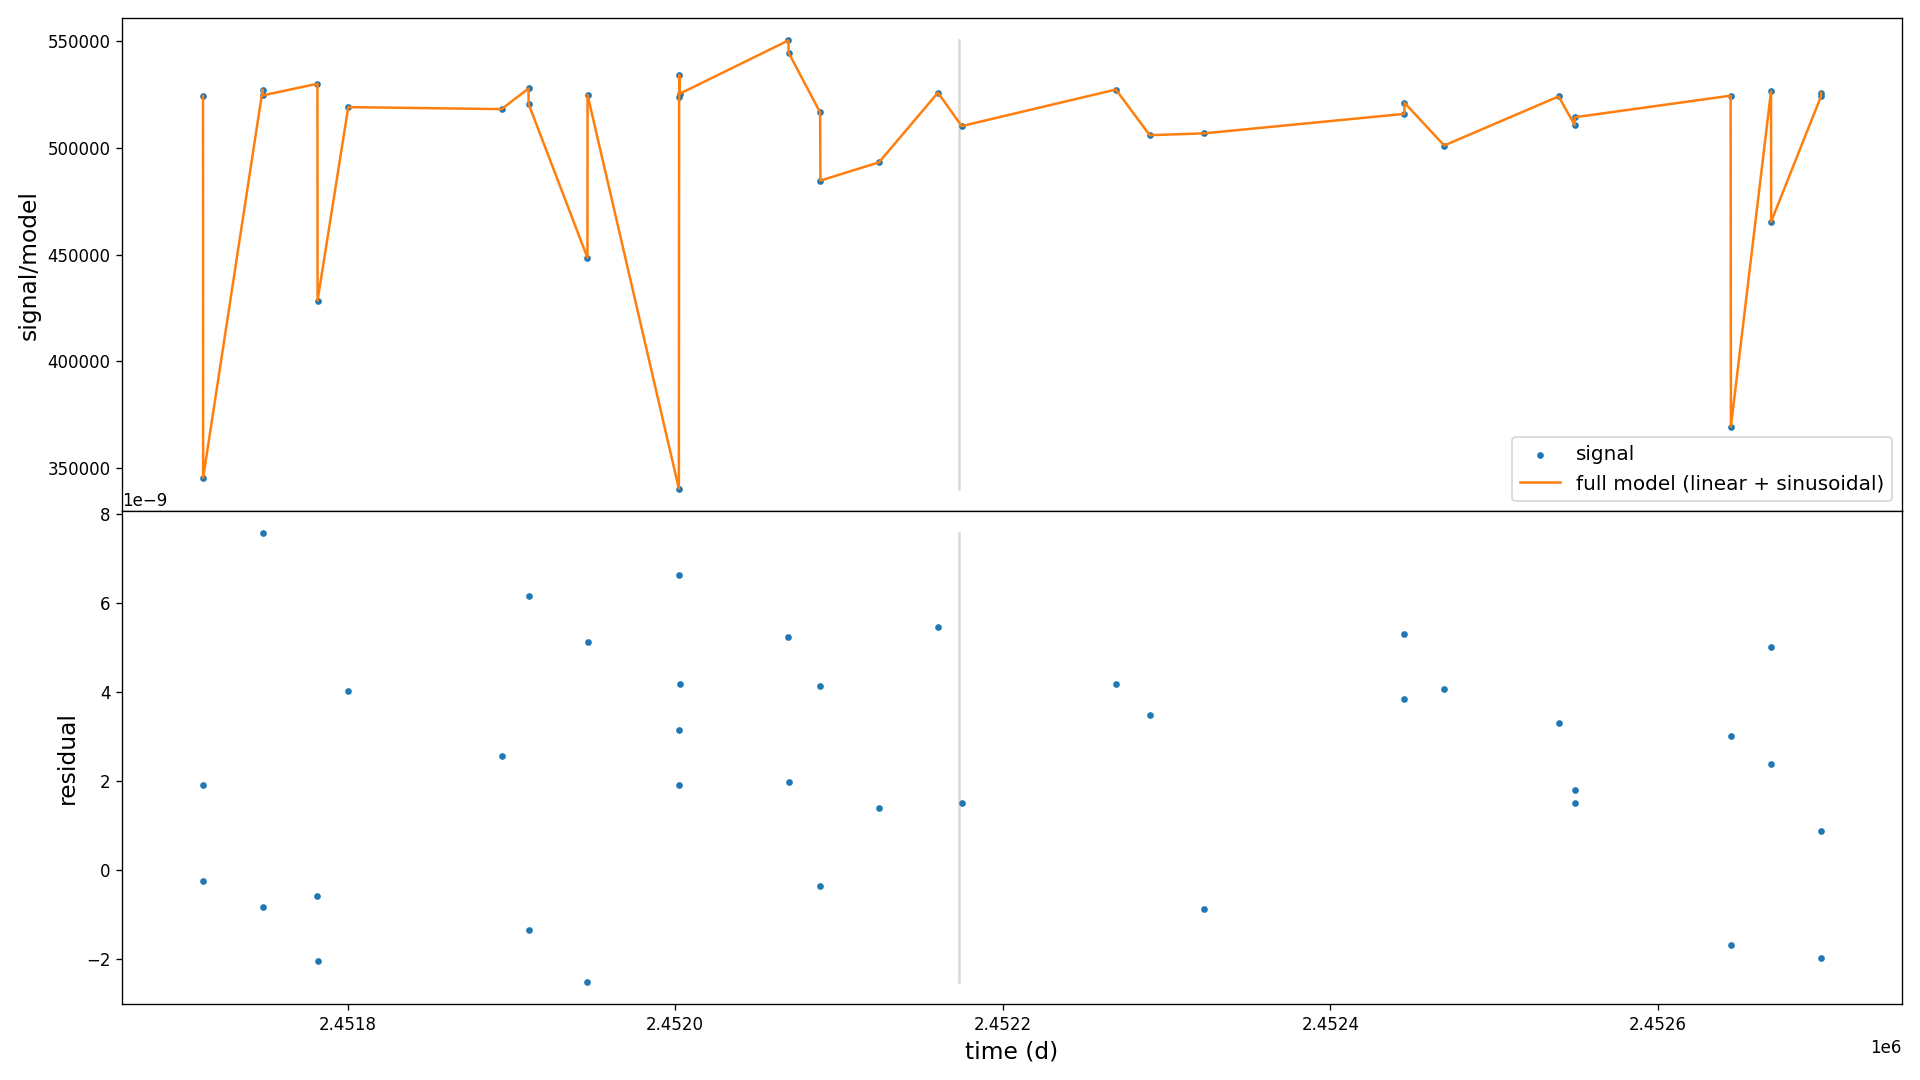 550000
500000
450000
400000
350000
signal/model
signal
full model (linear + sinusoidal)
1e−9
8
6
4
2
0
−2
residual
2.4518 2.4520 2.4522 2.4524 2.4526
time (d)
1e6